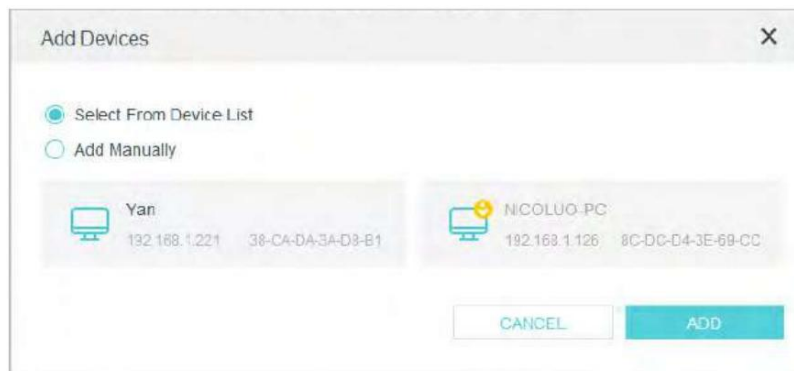 Add Devices
Select From Device List
Add Manually
Yan
192.168.1.221 38-CA-DA-3A-D8-B1
NICOLUO-PC
192.168.1.126 8C-DC-D4-3E-69-CC
CANCEL ADD